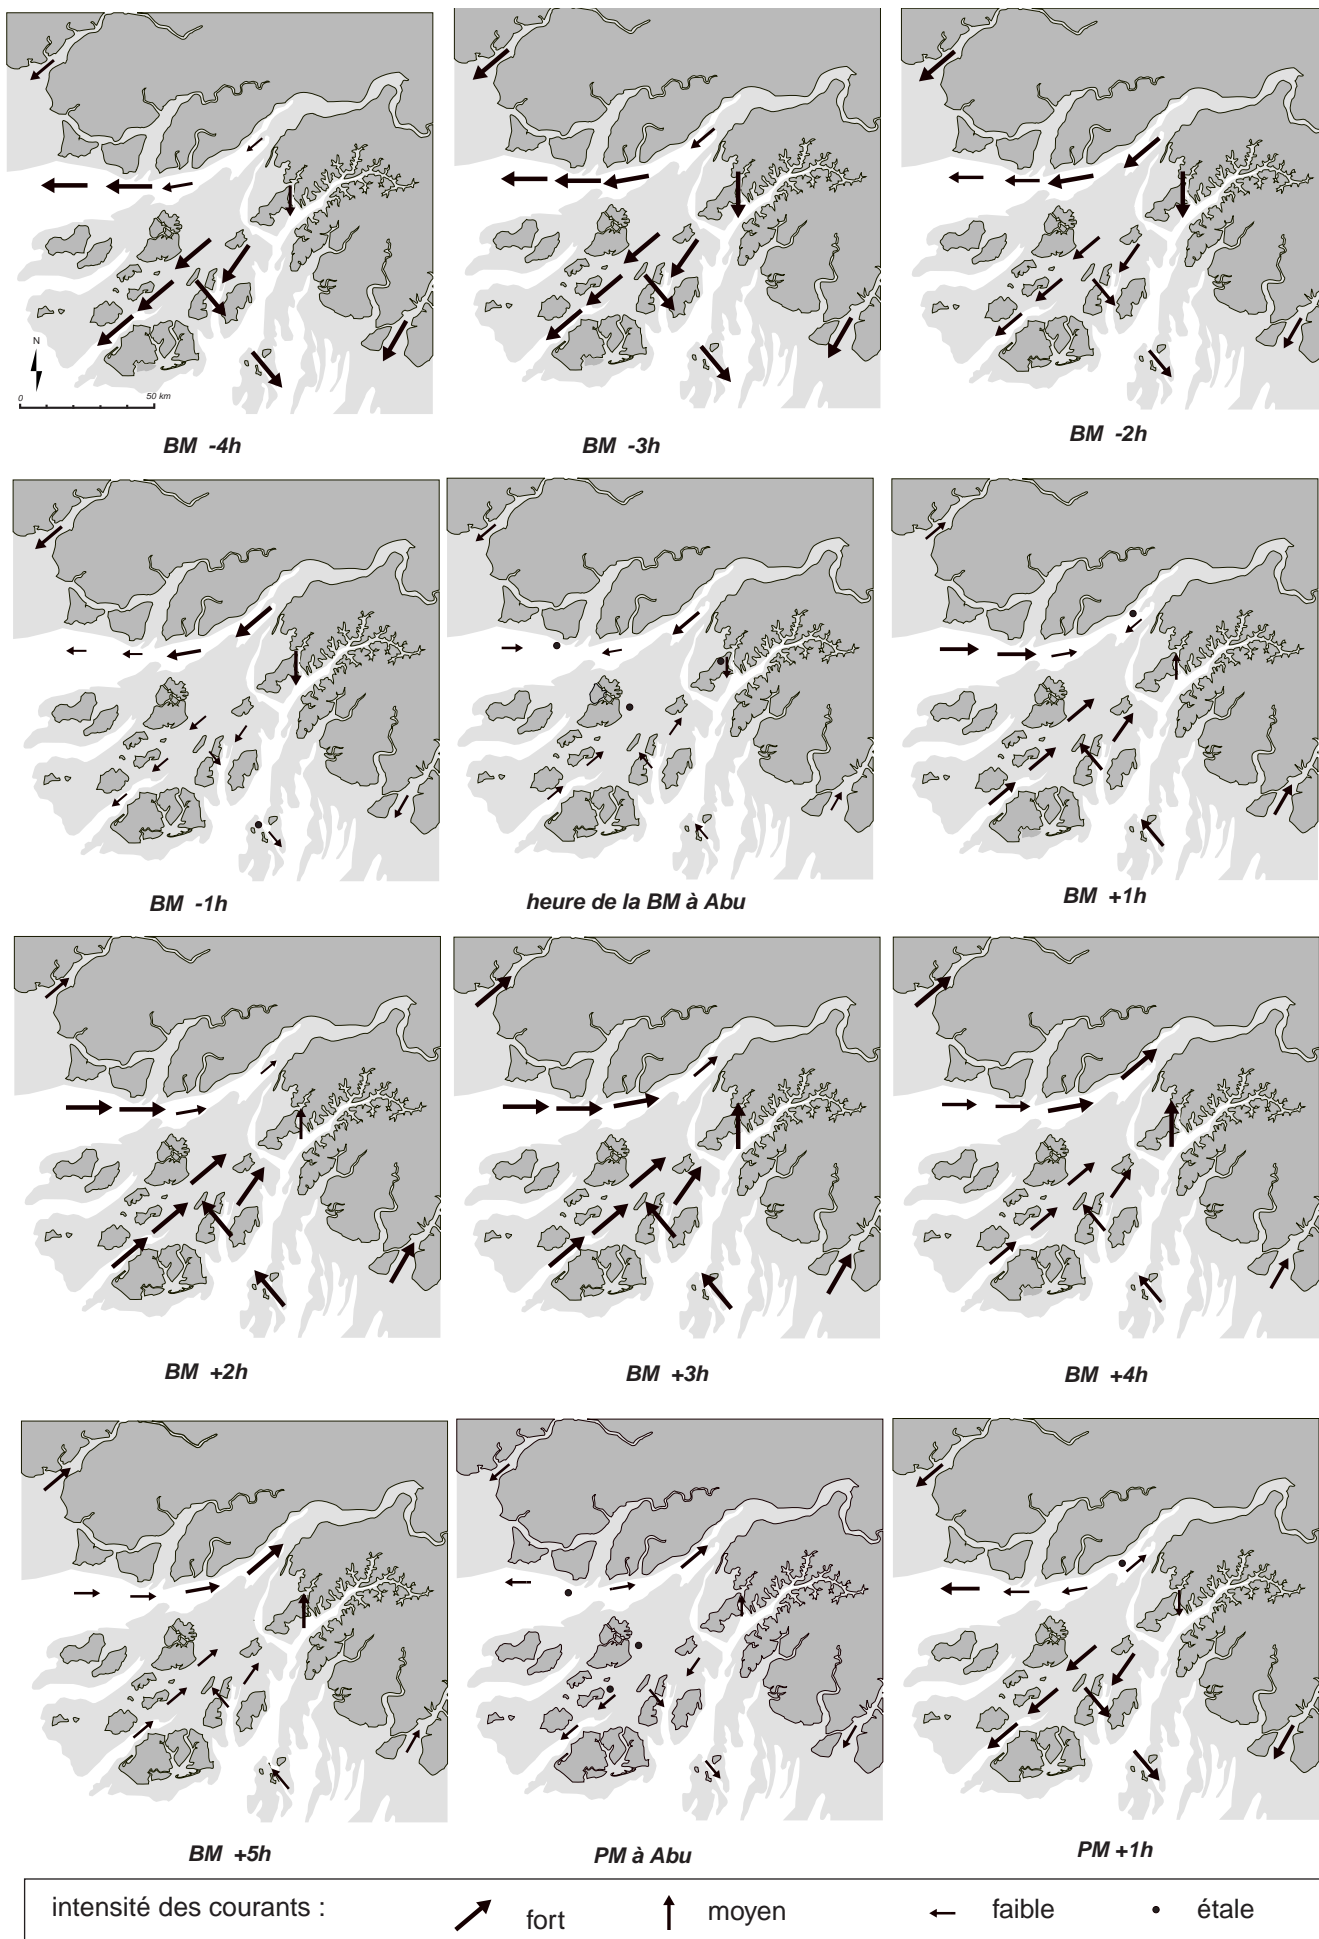 N
0 50 km
BM -4h
BM -3h
BM -2h
BM -1h
heure de la BM à Abu
BM +1h
BM +2h
BM +3h
BM +4h
BM +5h
PM à Abu
PM +1h
intensité des courants : fort moyen faible étale